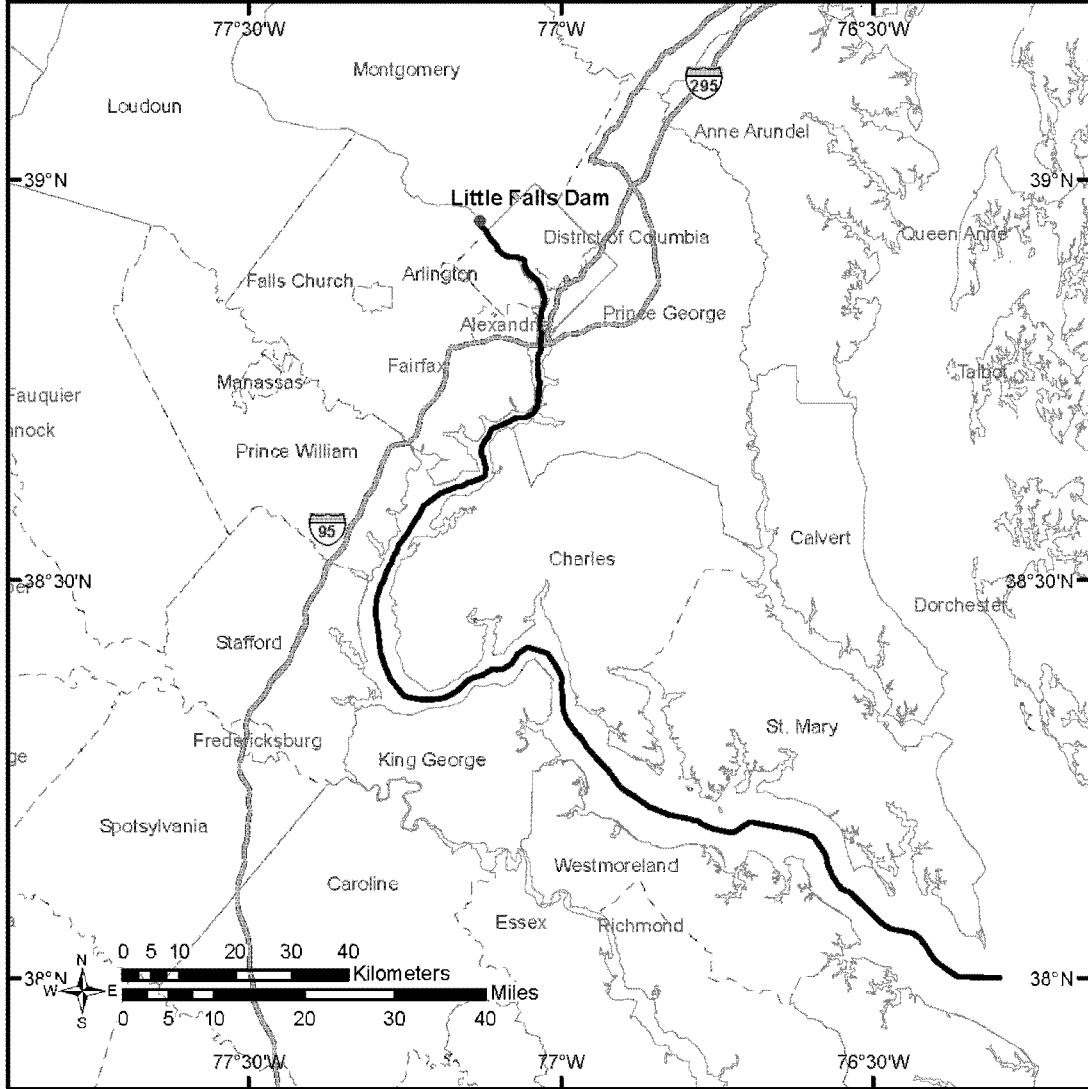 77°30'W 77°W 76°30'W
Montgomery
295
Loudoun
Anne Arundel
39°N 39°N
Little Falls Dam
Queen Anne
District of Columbia
Falls Church Arlington
Prince George
Alexandri
Fairfax
Talbot
Manassas
Fauquier
nnock
Prince William
95
Calvert
Charles
38°30'N 38°30'N
Dorchester
Stafford
St. Mary
Fredericksburg
King George
ge
Spotsylvania
Westmoreland
Caroline
Essex Richmond
0 5 10 20 30 40
Kilometers
N
W E
S
38°N 38°N
Miles
0 5 10 20 30 40
77°30'W 77°W 76°30'W